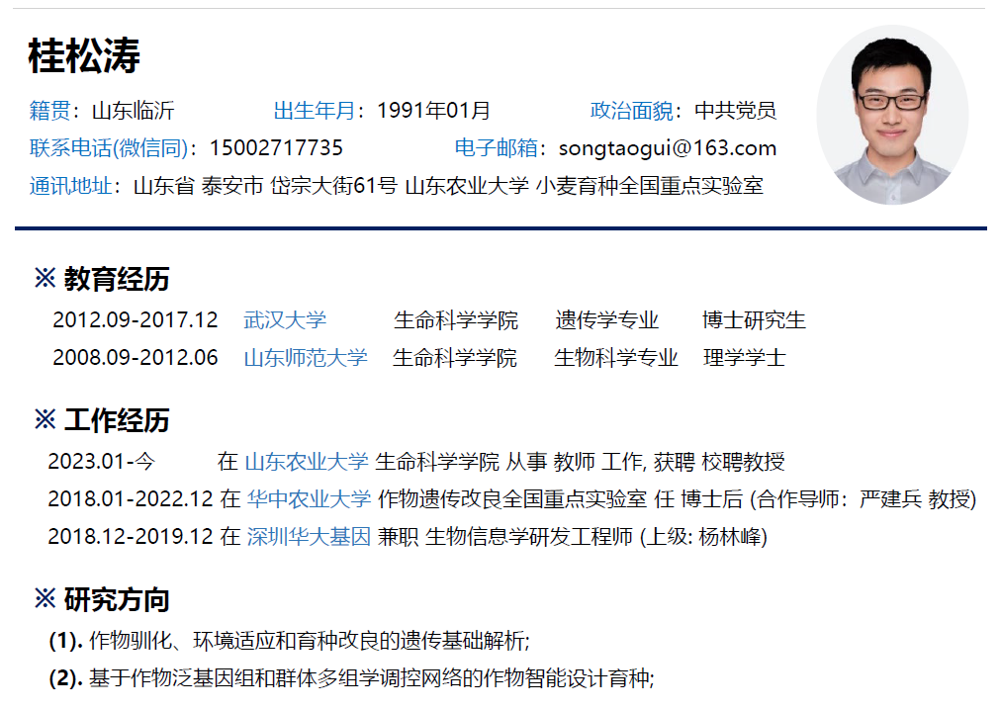 桂松涛
籍贯：山东临沂 出生年月：1991年01月 政治面貌：中共党员
联系电话(微信同)：15002717735 电子邮箱：songtaogui@163.com
通讯地址：山东省 泰安市 岱宗大街61号 山东农业大学 小麦育种全国重点实验室
※ 教育经历
2012.09-2017.12 武汉大学 生命科学学院 遗传学专业 博士研究生
2008.09-2012.06 山东师范大学 生命科学学院 生物科学专业 理学学士
※ 工作经历
2023.01-今 在 山东农业大学 生命科学学院 从事 教师 工作, 获聘 校聘教授
2018.01-2022.12 在 华中农业大学 作物遗传改良全国重点实验室 任 博士后 (合作导师：严建兵 教授)
2018.12-2019.12 在 深圳华大基因 兼职 生物信息学研发工程师 (上级: 杨林峰)
※ 研究方向
(1). 作物驯化、环境适应和育种改良的遗传基础解析;
(2). 基于作物泛基因组和群体多组学调控网络的作物智能设计育种;